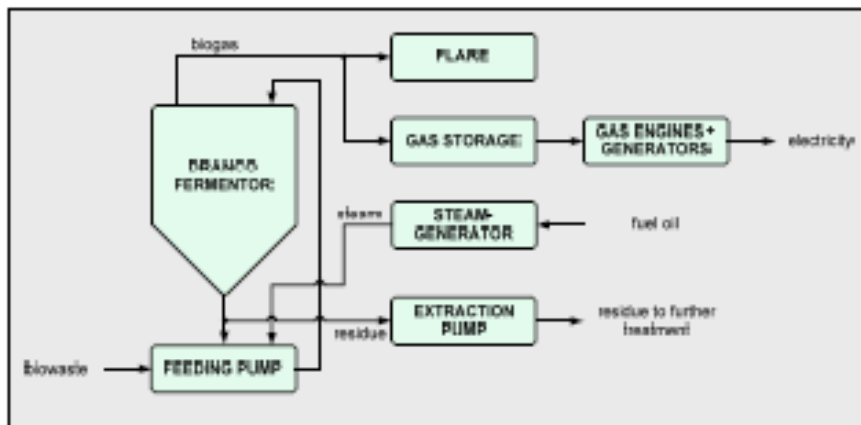 biogas
FLARE
GAS STORAGE
GAS ENGINES +
GENERATORS
electricity
FERMENTOR
steam
STEAM-
GENERATOR
fuel oil
EXTRACTION
PUMP
residue
residue to further
treatment
biowaste
FEEDING PUMP